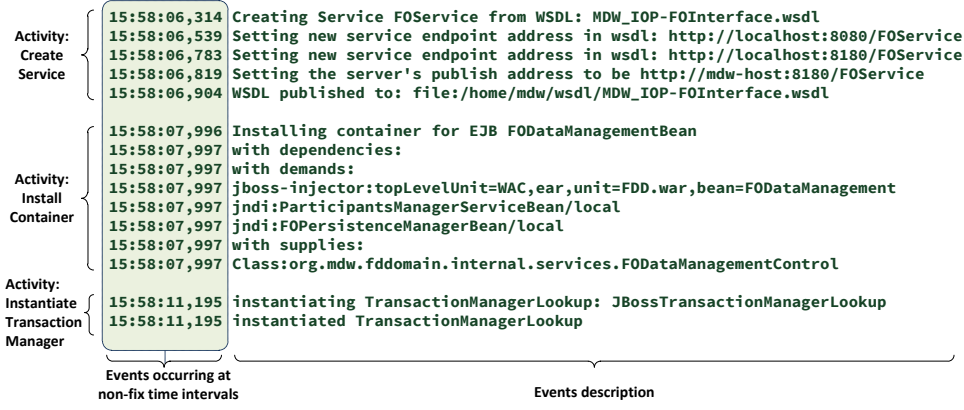 Activity:
Create
Service
15:58:06,314 Creating Service FOService from WSDL: MDW_IOP-FOInterface.wsdl
15:58:06,539 Setting new service endpoint address in wsdl: http://localhost:8080/FOService
15:58:06,783 Setting new service endpoint address in wsdl: http://localhost:8180/FOService
15:58:06,819 Setting the server's publish address to be http://mdw-host:8180/FOService
15:58:06,904 WSDL published to: file:/home/mdw/wsdl/MDW_IOP-FOInterface.wsdl
Activity:
Install
Container
15:58:07,996 Installing container for EJB FODataManagementBean
15:58:07,997 with dependencies:
15:58:07,997 with demands:
15:58:07,997 jboss-injector:topLevelUnit=WAC,ear,unit=FDD.war,bean=FODataManagement
15:58:07,997 jndi:ParticipantsManagerServiceBean/local
15:58:07,997 jndi:FOPersistenceManagerBean/local
15:58:07,997 with supplies:
15:58:07,997 Class:org.mdw.fddomain.internal.services.FODataManagementControl
Activity:
Instantiate
Transaction
Manager
15:58:11,195 instantiating TransactionManagerLookup: JBossTransactionManagerLookup
15:58:11,195 instantiated TransactionManagerLookup
Events occurring at
non-fix time intervals
Events description